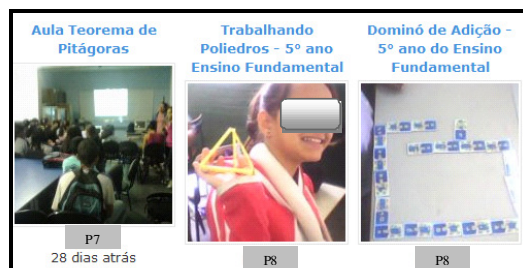 Aula Teorema de
Pitágoras
P7
28 dias atrás
Trabalhando
Poliedros - 5° ano
Ensino Fundamental
P8
Dominó de Adição -
5° ano do Ensino
Fundamental
P8